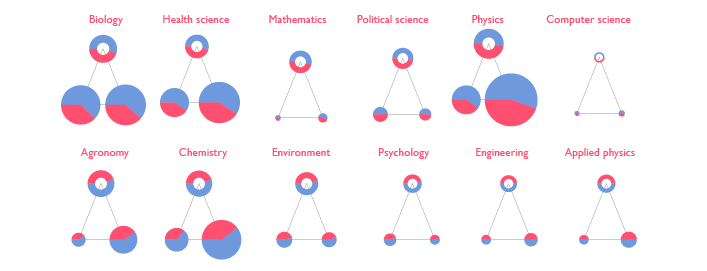 Biology
Health science
Mathematics
Political science
Physics
Computer science
Agronomy
Chemistry
Environment
Psychology
Engineering
Applied physics